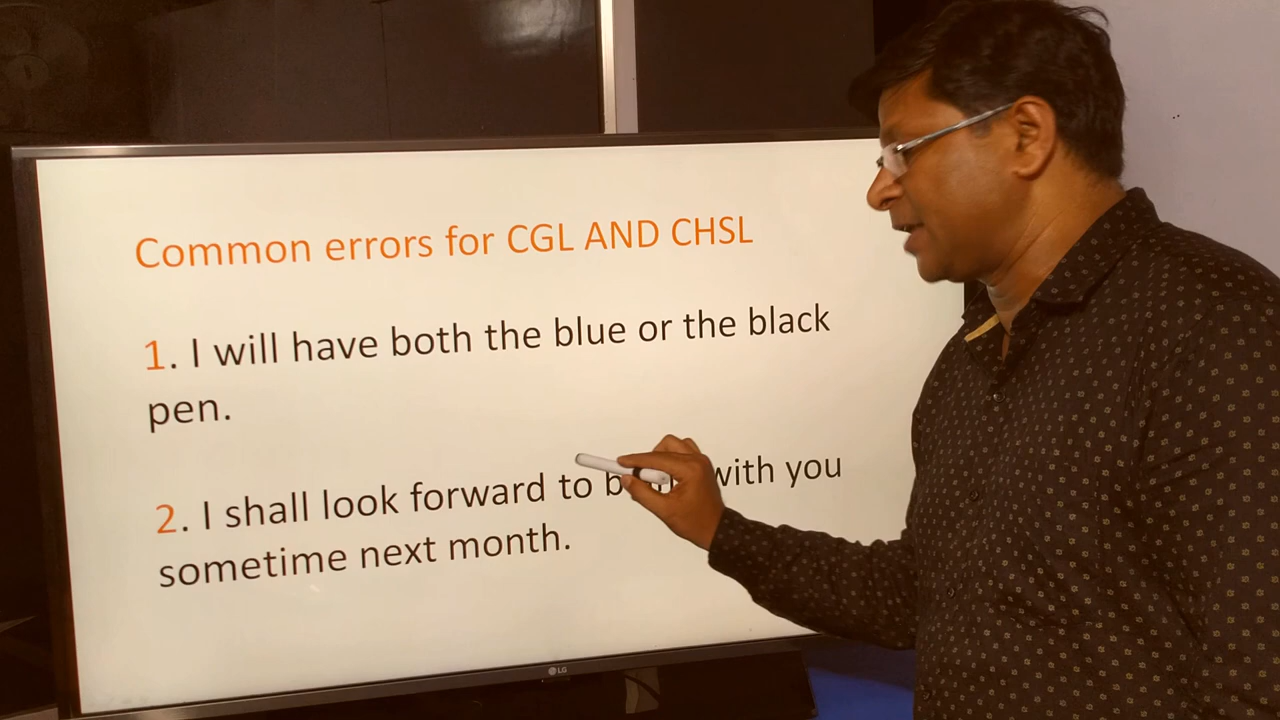 Common errors for CGL AND CHSL
1. I will have both the blue or the black
pen.
2. I shall look forward to with you
sometime next month.
LG